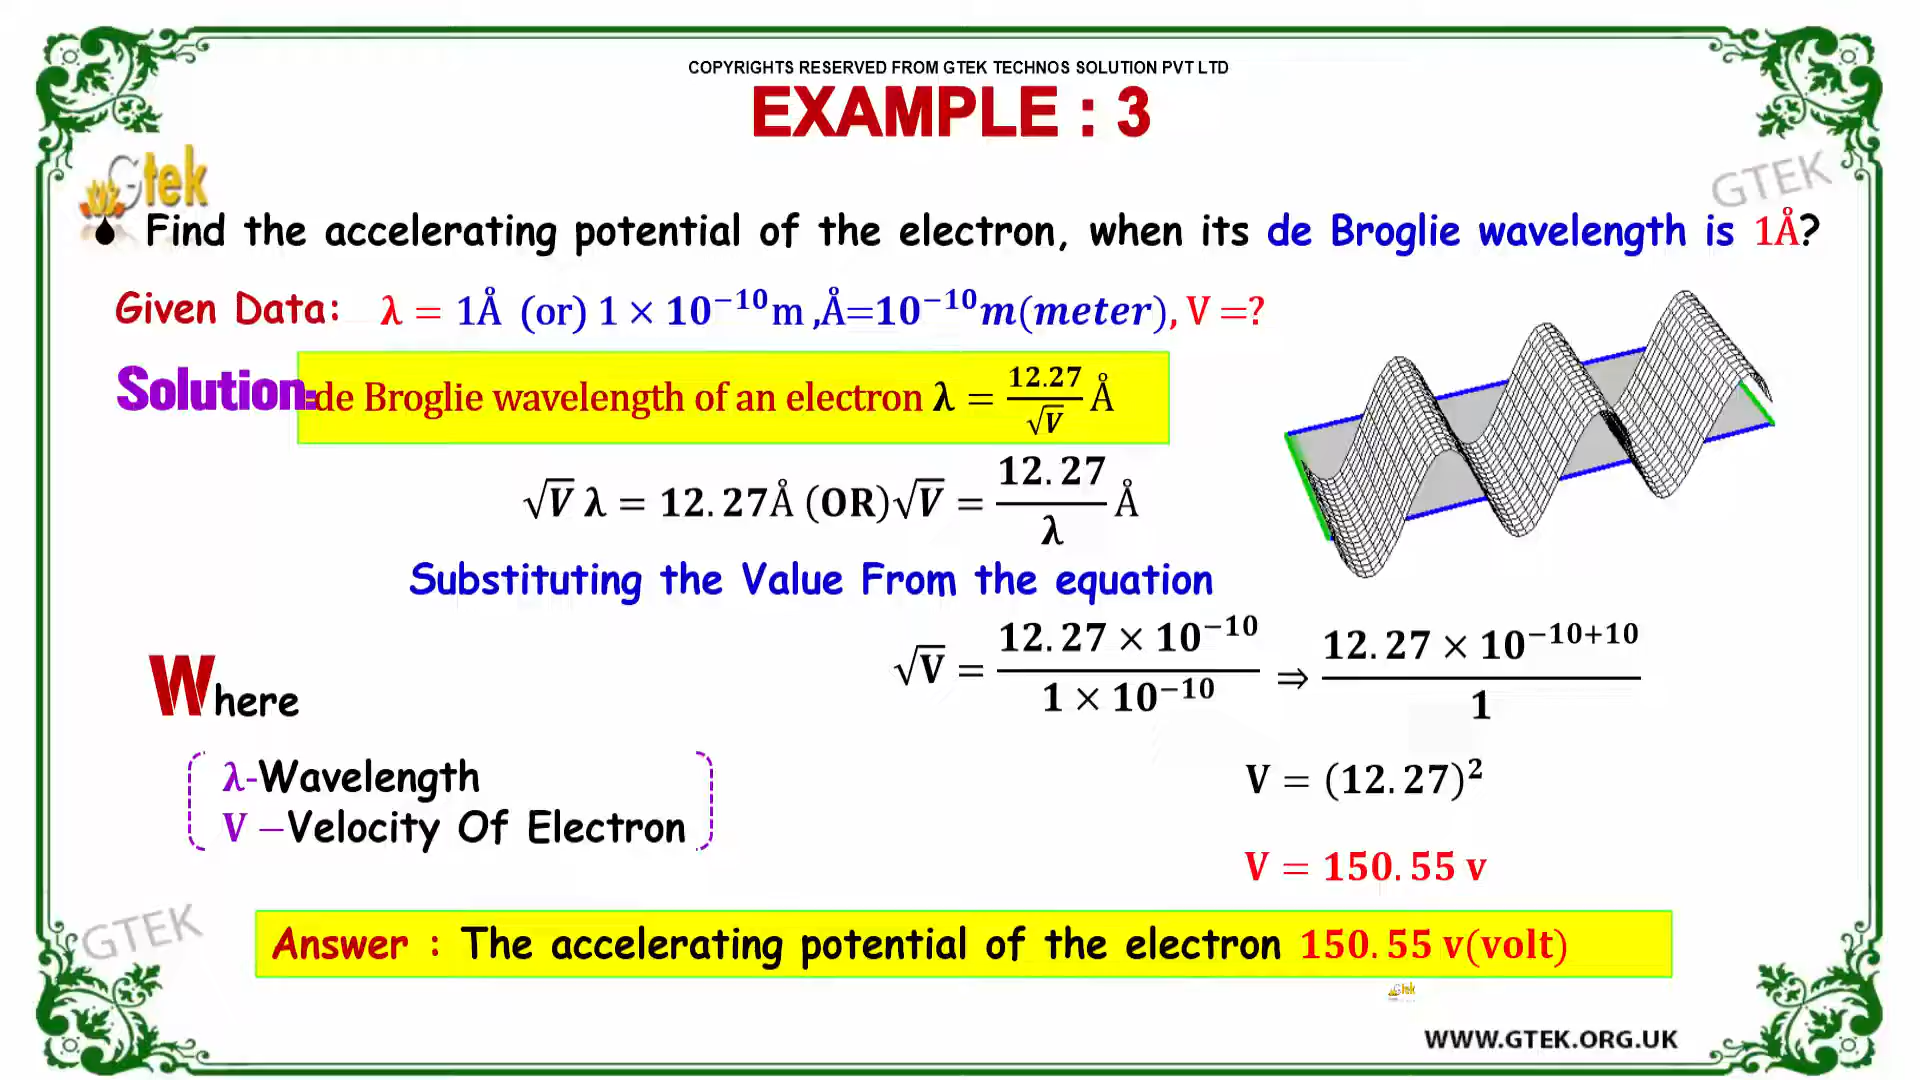 COPYRIGHTS RESERVED FROM GTEK TECHNOS SOLUTION PVT LTD
EXAMPLE : 3
Gtek
GTEK
Find the accelerating potential of the electron, when its de Broglie wavelength is 1Å?
Given Data: λ = 1Å (or) 1 × 10⁻¹⁰m ,Å=10⁻¹⁰m(meter), V =?
Solution:de Broglie wavelength of an electron λ = 12.27/√V Å
√V λ = 12.27Å (OR)√V = 12.27/λ Å
Substituting the Value From the equation
√V = 12.27 × 10⁻¹⁰/1 × 10⁻¹⁰ ⇒ 12.27 × 10⁻¹⁰⁺¹⁰/1
Where
λ-Wavelength
V –Velocity Of Electron
V = (12.27)²
V = 150.55 v
GTEK
Answer : The accelerating potential of the electron 150.55 v(volt)
Gtek
WWW.GTEK.ORG.UK